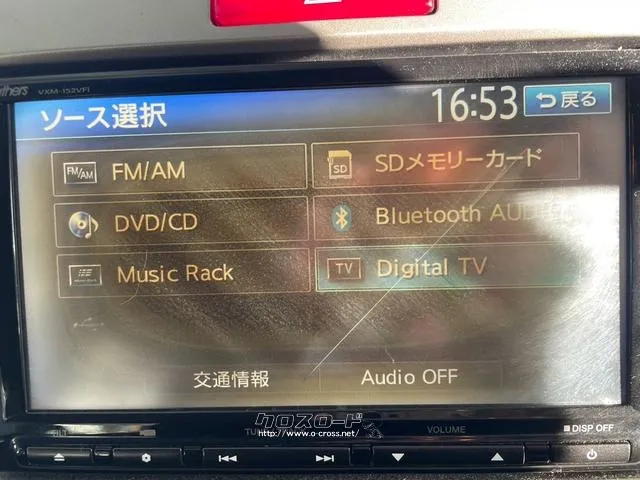 VXM-152VFi
ソース選択
16:53
戻る
FM/AM
FM/AM
SD
SDメモリーカード
DVD/CD
Bluetooth AUDIO
Music Rack
TV
Digital TV
交通情報
Audio OFF
クロスロード
http://www.o-cross.net/
VOLUME
DISP OFF